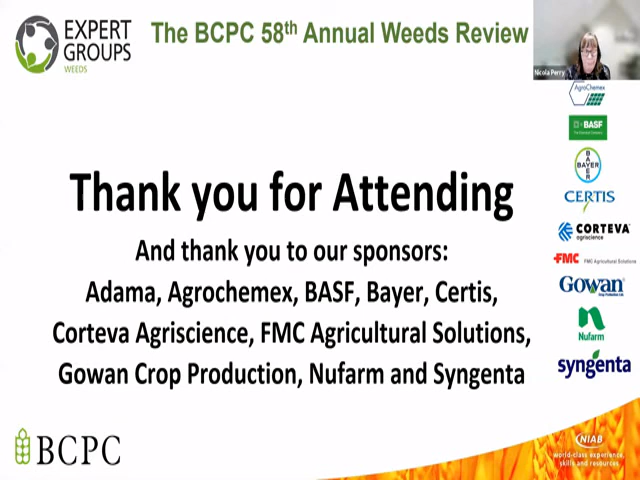 EXPERT
GROUPS
WEEDS
The BCPC 58th Annual Weeds Review
Nicola Perry
AgroChemex
BASF
BAYER
BAYER
CERTIS
CORTEVA
agriscience
FMC FMC Agricultural Solutions
Gowan
Nufarm
syngenta
Thank you for Attending
And thank you to our sponsors:
Adama, Agrochemex, BASF, Bayer, Certis,
Corteva Agriscience, FMC Agricultural Solutions,
Gowan Crop Production, Nufarm and Syngenta
BCPC
NIAB
world-class experience,
skills and resources